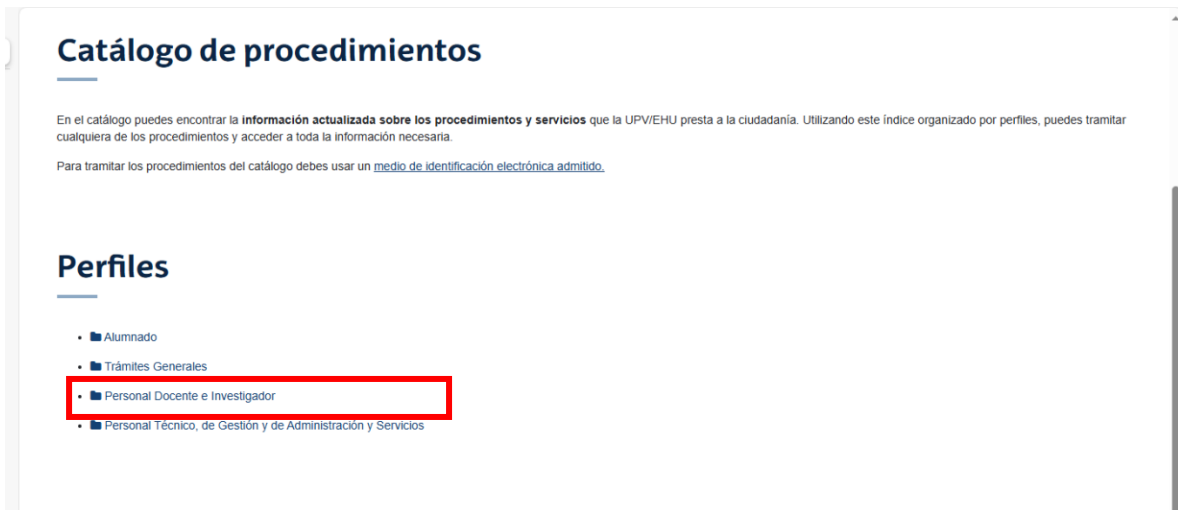 Catálogo de procedimientos
En el catálogo puedes encontrar la información actualizada sobre los procedimientos y servicios que la UPV/EHU presta a la ciudadanía. Utilizando este índice organizado por perfiles, puedes tramitar
cualquiera de los procedimientos y acceder a toda la información necesaria.
Para tramitar los procedimientos del catálogo debes usar un medio de identificación electrónica admitido.
Perfiles
Alumnado
Trámites Generales
Personal Docente e Investigador
Personal Técnico, de Gestión y de Administración y Servicios